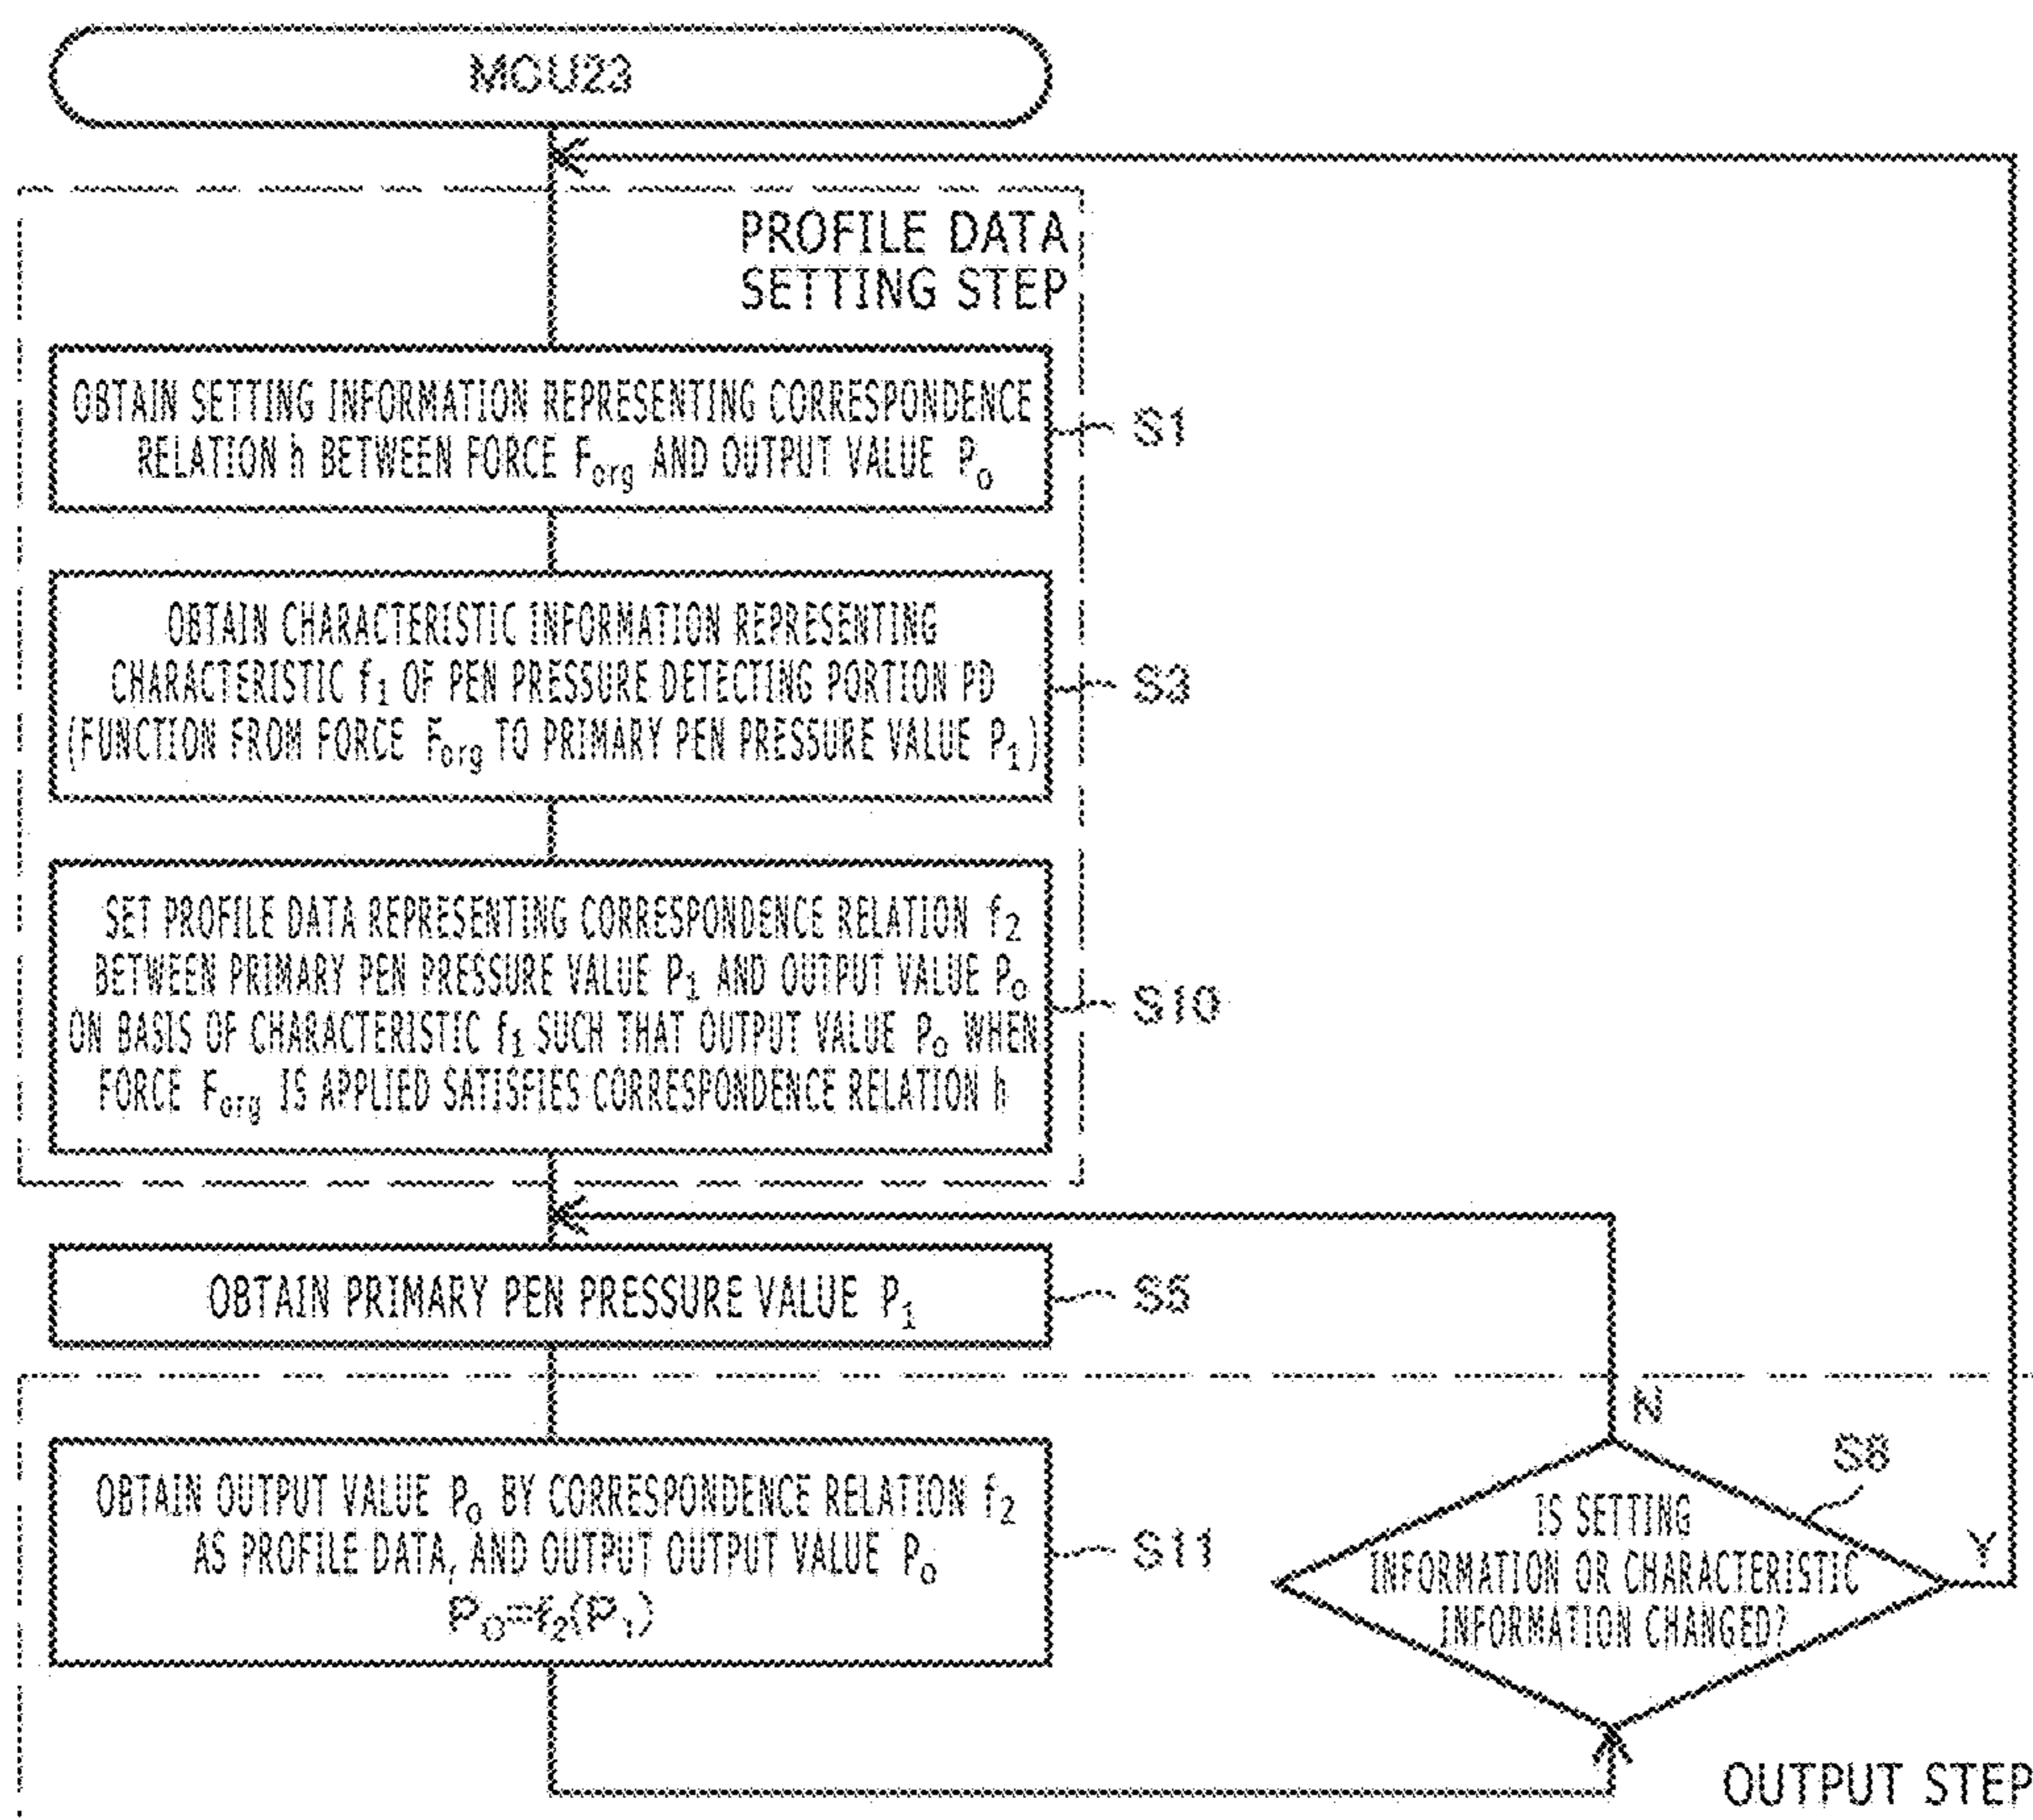 MCU23
PROFILE DATA
SETTING STEP
OBTAIN SETTING INFORMATION REPRESENTING CORRESPONDENCE
RELATION h BETWEEN FORCE Forg AND OUTPUT VALUE Po
S1
OBTAIN CHARACTERISTIC INFORMATION REPRESENTING
CHARACTERISTIC f1 OF PEN PRESSURE DETECTING PORTION PD
(FUNCTION FROM FORCE Forg TO PRIMARY PEN PRESSURE VALUE P1)
S3
SET PROFILE DATA REPRESENTING CORRESPONDENCE RELATION f2
BETWEEN PRIMARY PEN PRESSURE VALUE P1 AND OUTPUT VALUE Po
ON BASIS OF CHARACTERISTIC f1 SUCH THAT OUTPUT VALUE Po WHEN
FORCE Forg IS APPLIED SATISFIES CORRESPONDENCE RELATION h
S10
OBTAIN PRIMARY PEN PRESSURE VALUE P1
S5
OBTAIN OUTPUT VALUE Po BY CORRESPONDENCE RELATION f2
AS PROFILE DATA, AND OUTPUT OUTPUT VALUE Po
Po=f2(P1)
S11
N
S8
IS SETTING
INFORMATION OR CHARACTERISTIC
INFORMATION CHANGED?
Y
OUTPUT STEP